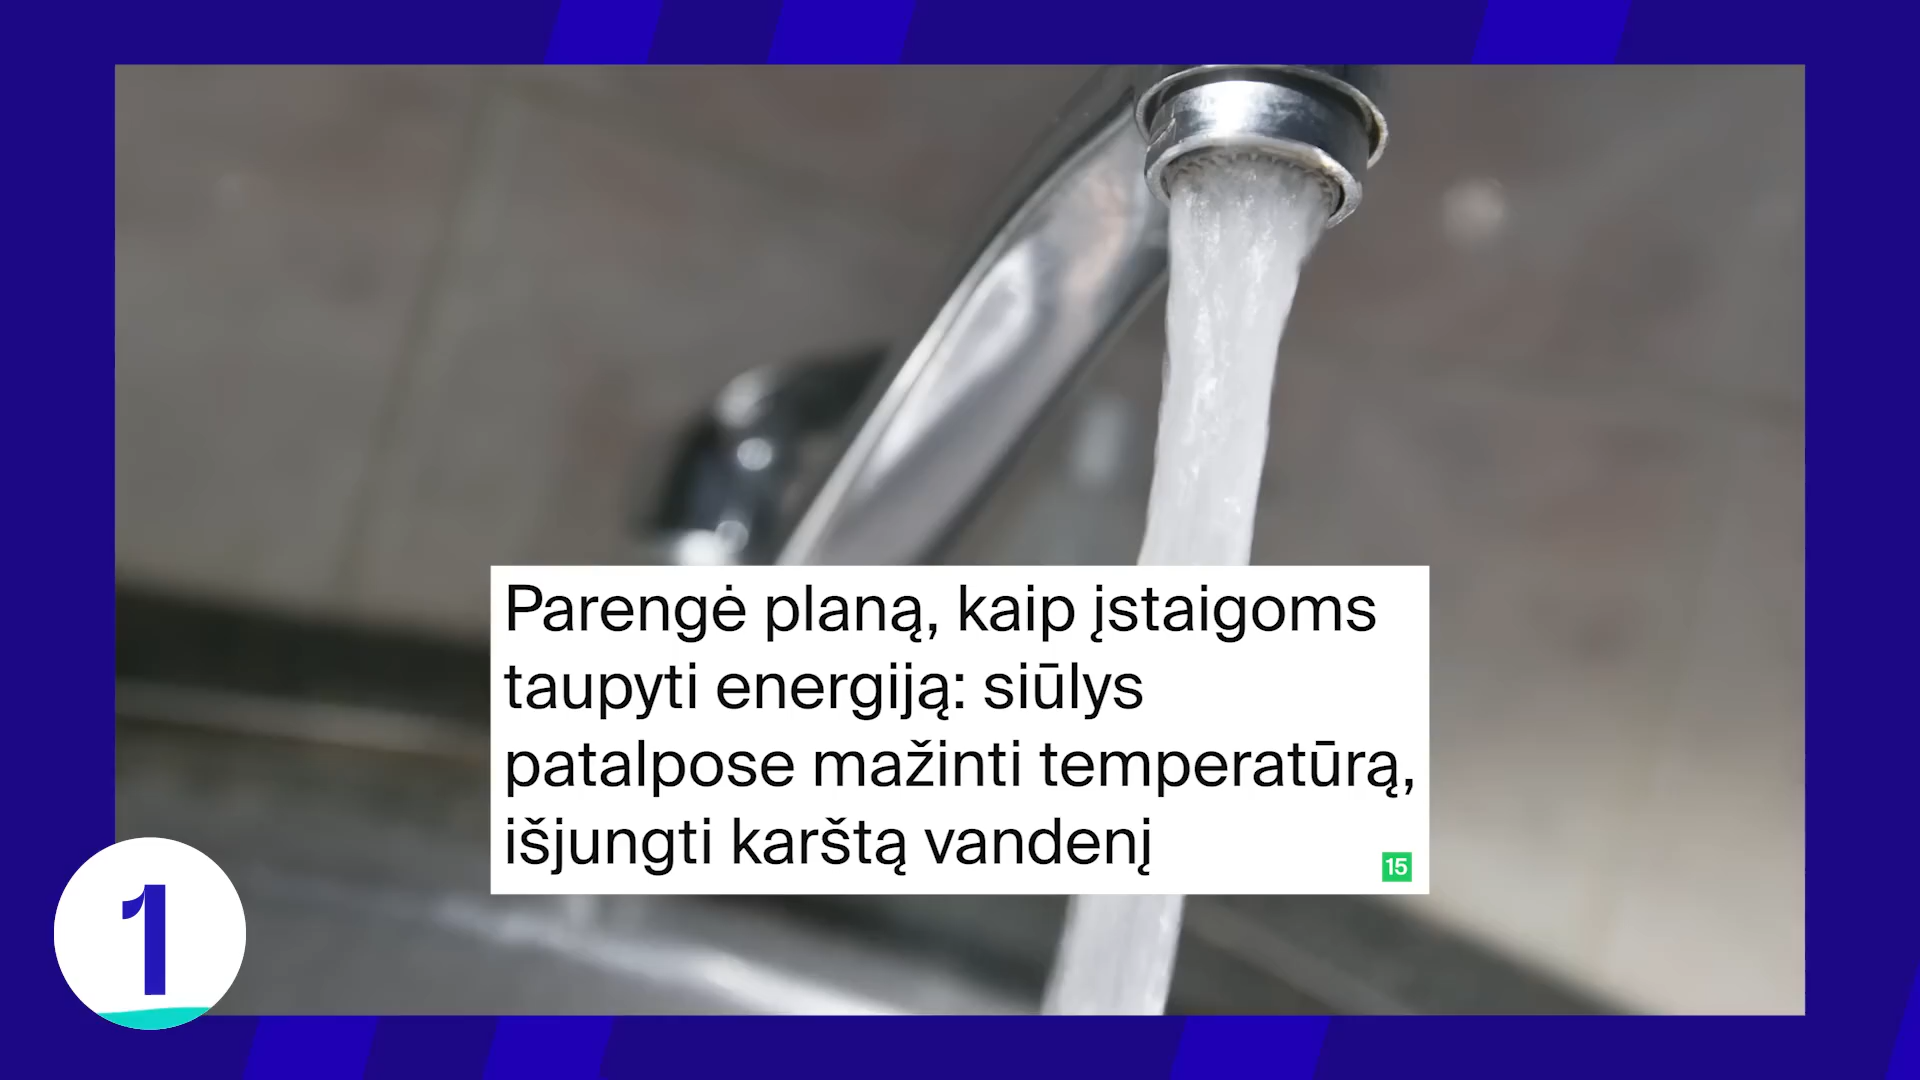 Parengė planą, kaip įstaigoms
taupyti energiją: siūlys
patalpose mažinti temperatūrą,
išjungti karštą vandenį
15
1